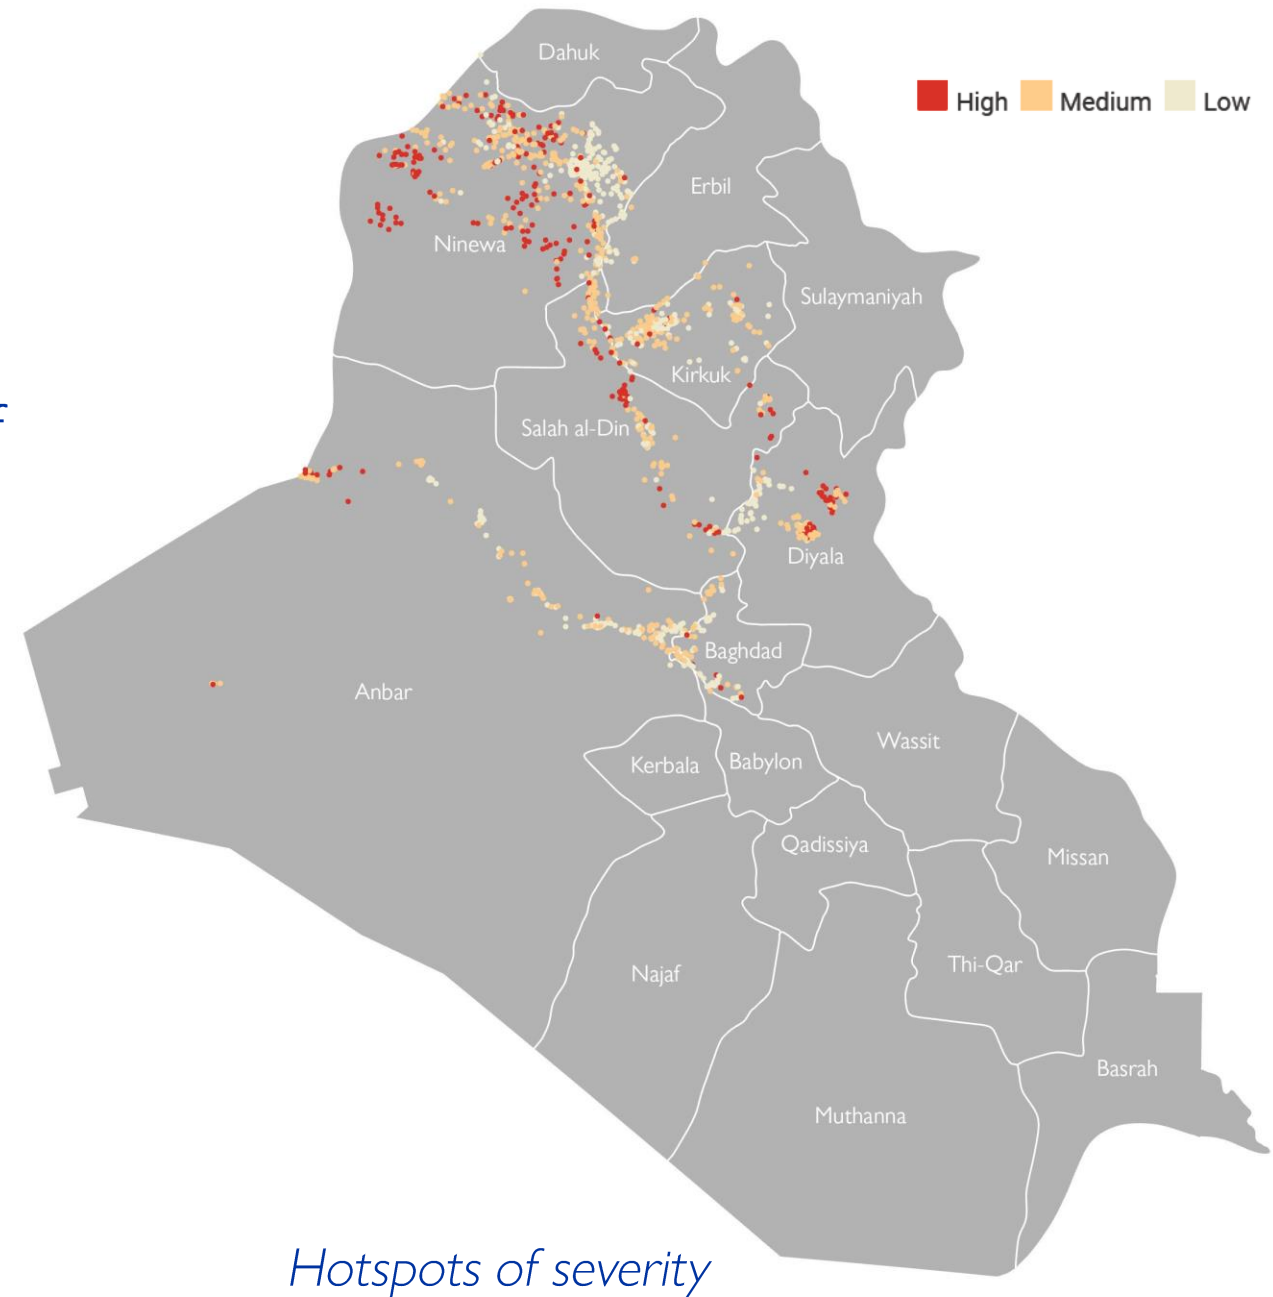 Dahuk
High Medium Low
Erbil
Ninewa
Sulaymaniyah
Kirkuk
Salah al-Din
Diyala
Baghdad
Anbar
Wassit
Kerbala
Babylon
Qadissiya
Missan
Thi-Qar
Najaf
Basrah
Muthanna
Hotspots of severity